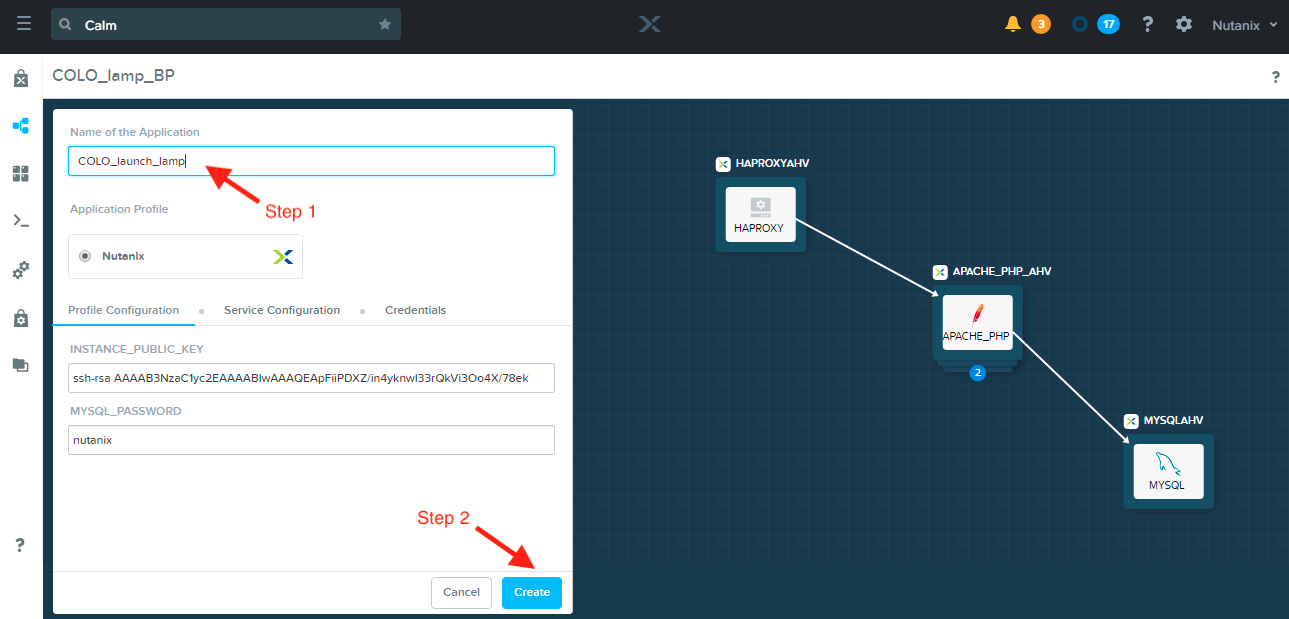 Calm
3
17
?
Nutanix
COLO_lamp_BP
?
Name of the Application
COLO_launch_lamp
Step 1
Application Profile
Nutanix
Profile Configuration
Service Configuration
Credentials
INSTANCE_PUBLIC_KEY
ssh-rsa AAAAB3NzaC1yc2EAAAABIwAAAQEApFiiPDXZ/in4yknwl33rQkVi3Oo4X/78ek
MYSQL_PASSWORD
nutanix
Step 2
Cancel
Create
HAPROXYAHV
HAPROXY
APACHE_PHP_AHV
APACHE_PHP
2
MYSQLAHV
MYSQL
?